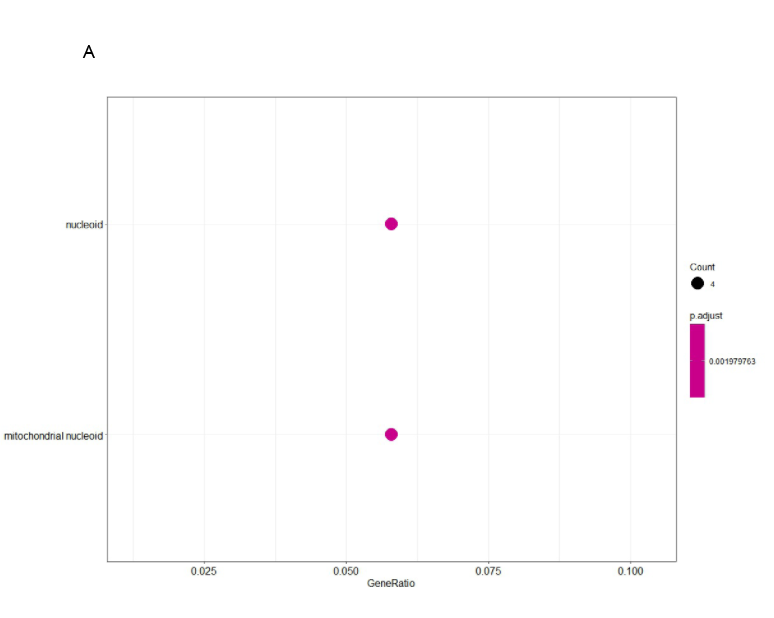 A
nucleoid
mitochondrial nucleoid
0.025 0.050 0.075 0.100
GeneRatio
Count
4
p.adjust
0.001979763